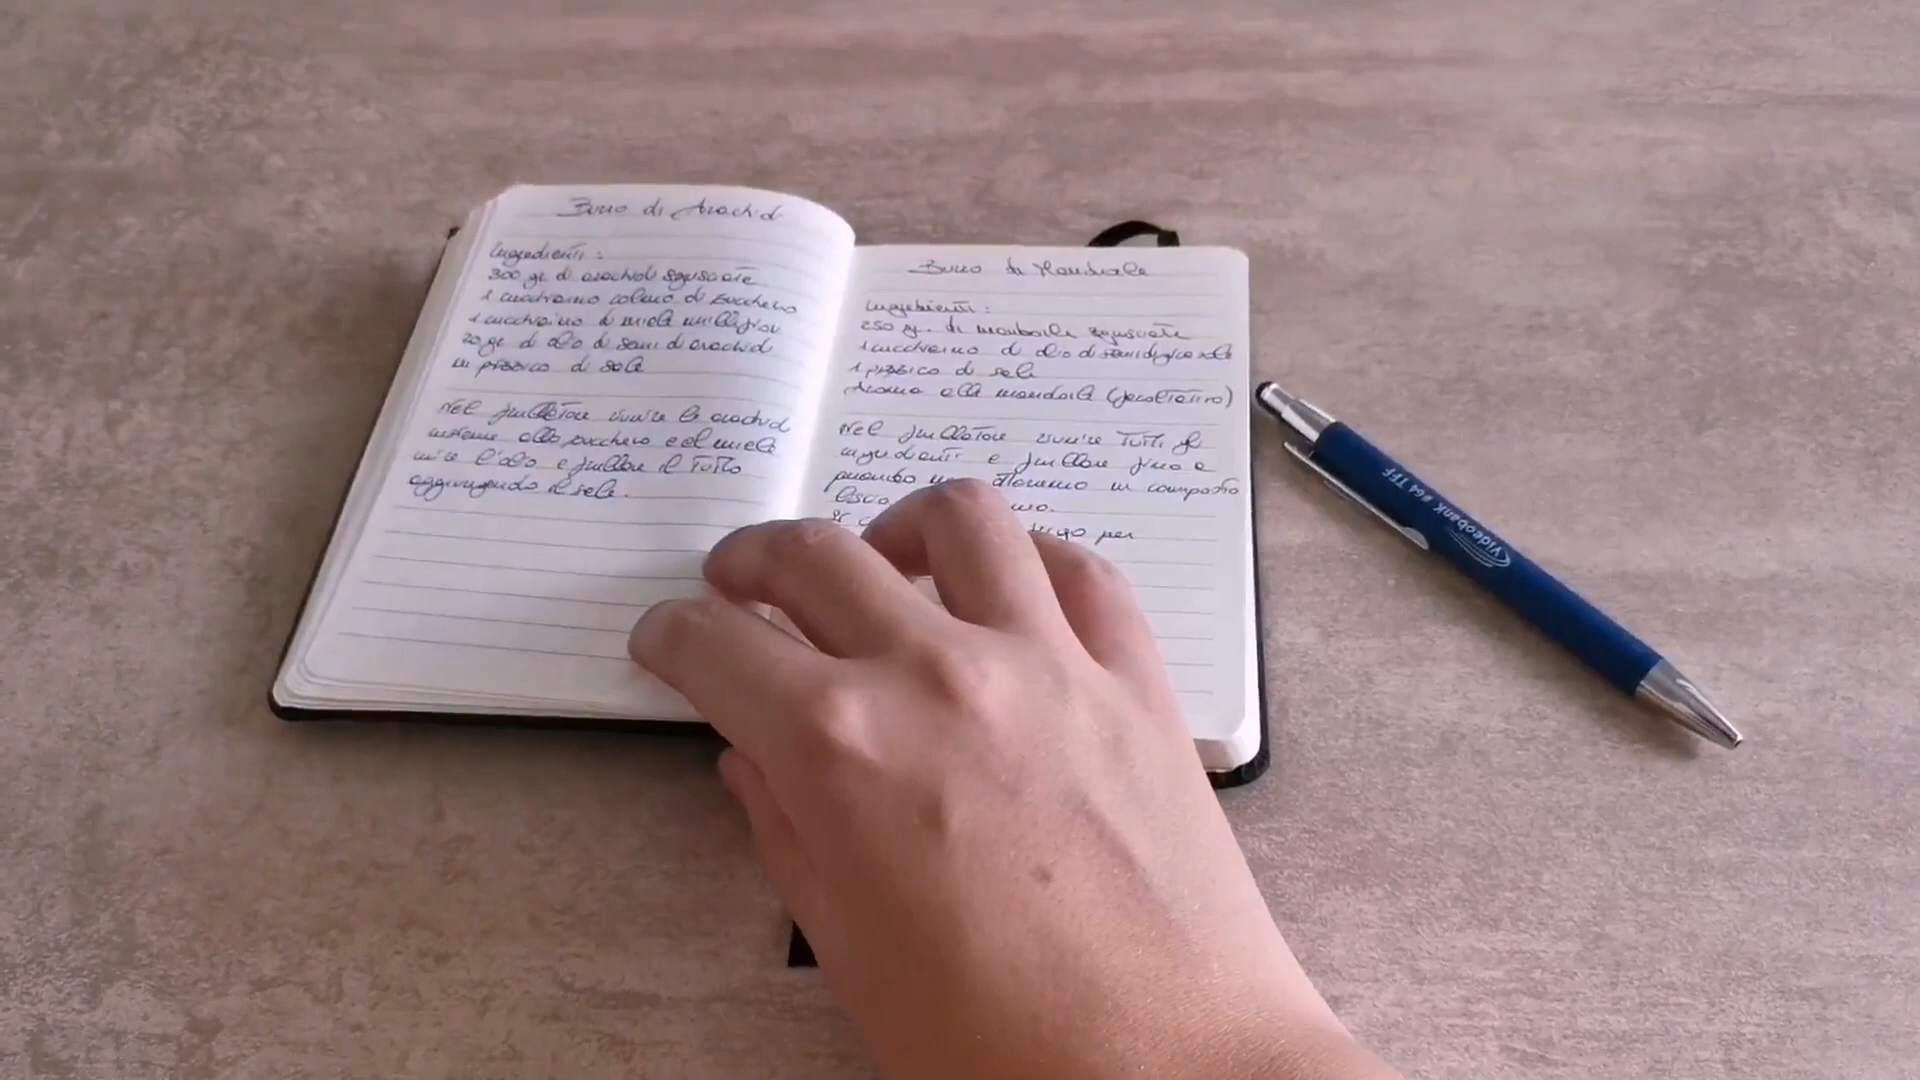 Burro di Arachidi
Ingredienti:
300 gr di arachidi sgusciate
1 cucchiaino colmo di zucchero
1 cucchiaino di miele millefiori
20 gr di olio di semi di arachidi
un pizzico di sale
Nel frullatore unire le arachidi
insieme allo zucchero e al miele
unire l'olio e frullare il tutto
aggiungendo il sale.
Burro di Mandorle
Ingredienti:
250 gr. di mandorle sgusciate
1 cucchiaino di olio di semi di girasole
1 pizzico di sale
Aroma alla mandorla (facoltativo)
Nel frullatore unire tutti gli
ingredienti e frullare fino a
quando non otteremo un composto
liscio
per
Videobank #64 TFF